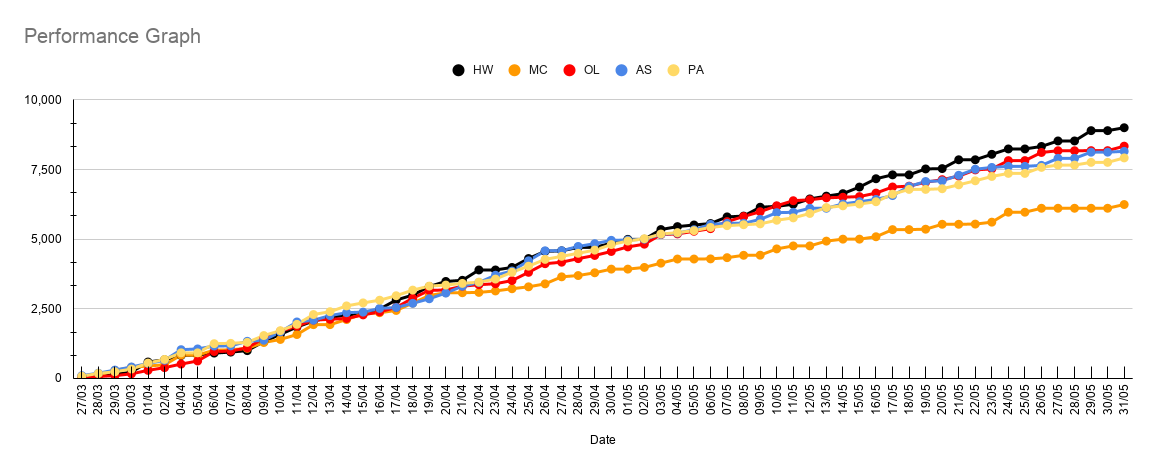 Performance Graph
HW MC OL AS PA
10,000
7,500
5,000
2,500
0
27/03 28/03 29/03 30/03 01/04 02/04 04/04 05/04 06/04 07/04 08/04 09/04 10/04 11/04 12/04 13/04 14/04 15/04 16/04 17/04 18/04 19/04 20/04 21/04 22/04 23/04 24/04 25/04 26/04 27/04 28/04 29/04 30/04 01/05 02/05 03/05 04/05 05/05 06/05 07/05 08/05 09/05 10/05 11/05 12/05 13/05 14/05 15/05 16/05 17/05 18/05 19/05 20/05 21/05 22/05 23/05 24/05 25/05 26/05 27/05 28/05 29/05 30/05 31/05
Date